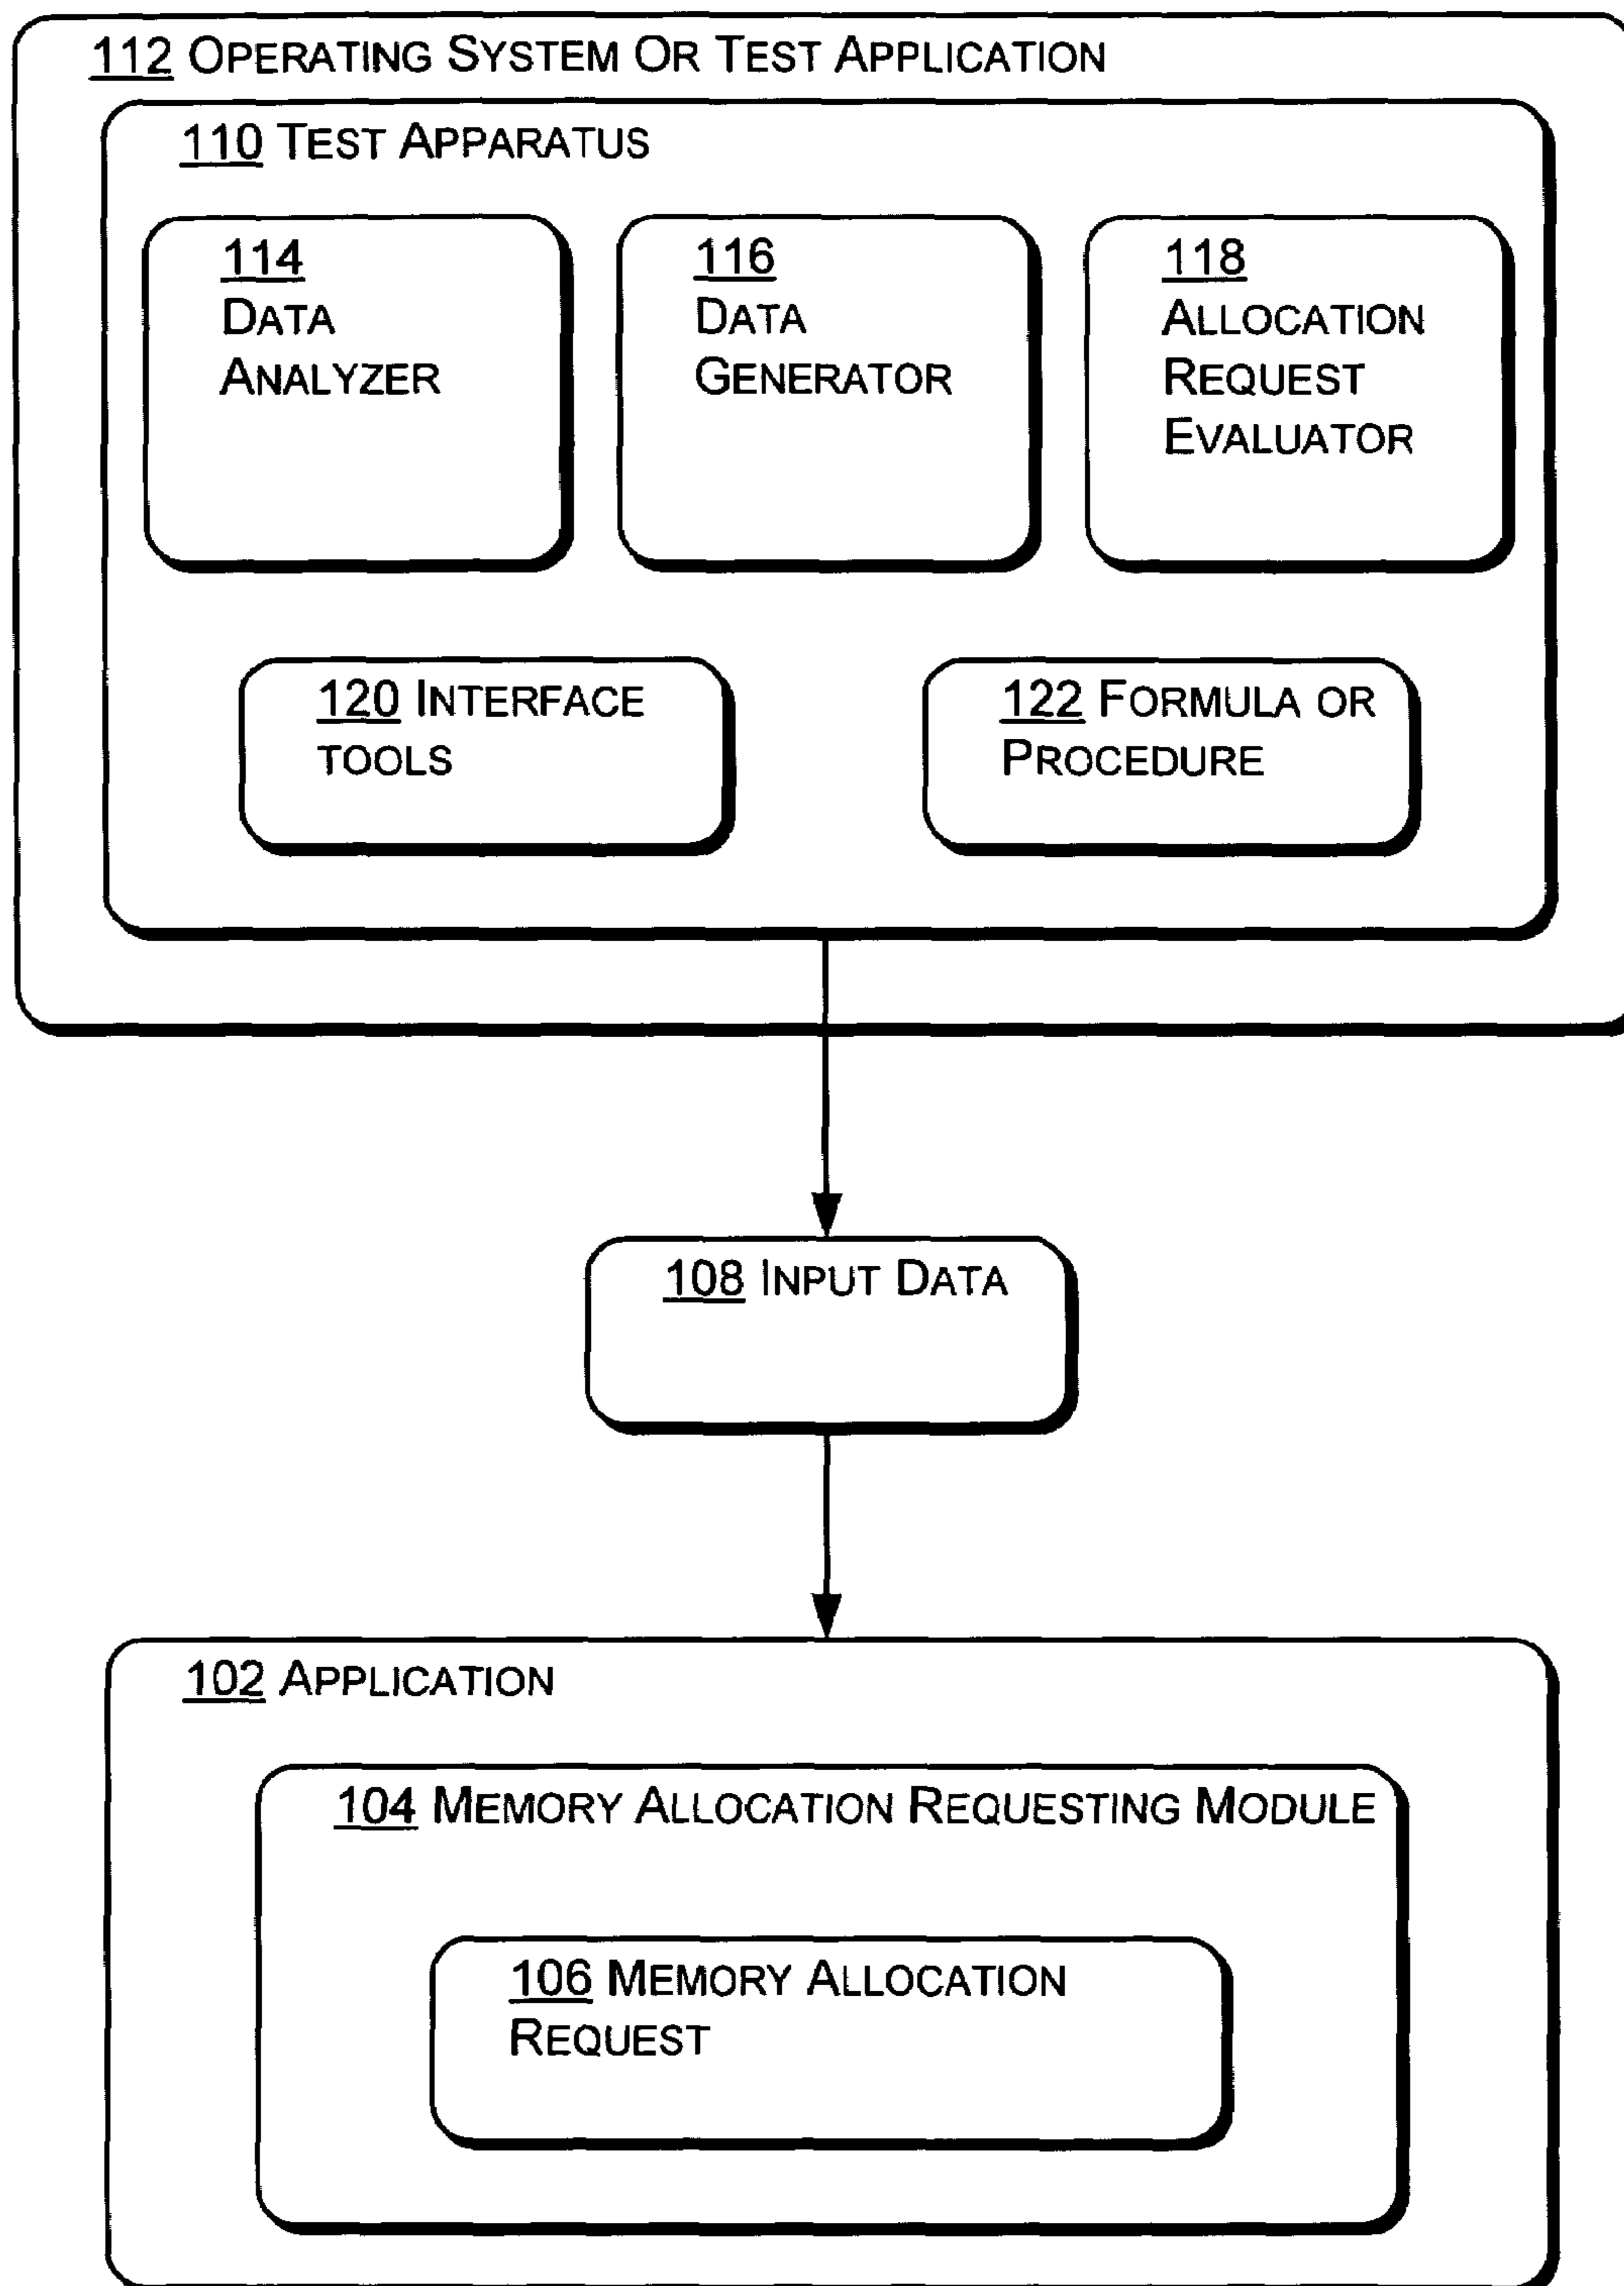 112 OPERATING SYSTEM OR TEST APPLICATION
110 TEST APPARATUS
114
DATA
ANALYZER
116
DATA
GENERATOR
118
ALLOCATION
REQUEST
EVALUATOR
120 INTERFACE
TOOLS
122 FORMULA OR
PROCEDURE
108 INPUT DATA
102 APPLICATION
104 MEMORY ALLOCATION REQUESTING MODULE
106 MEMORY ALLOCATION
REQUEST